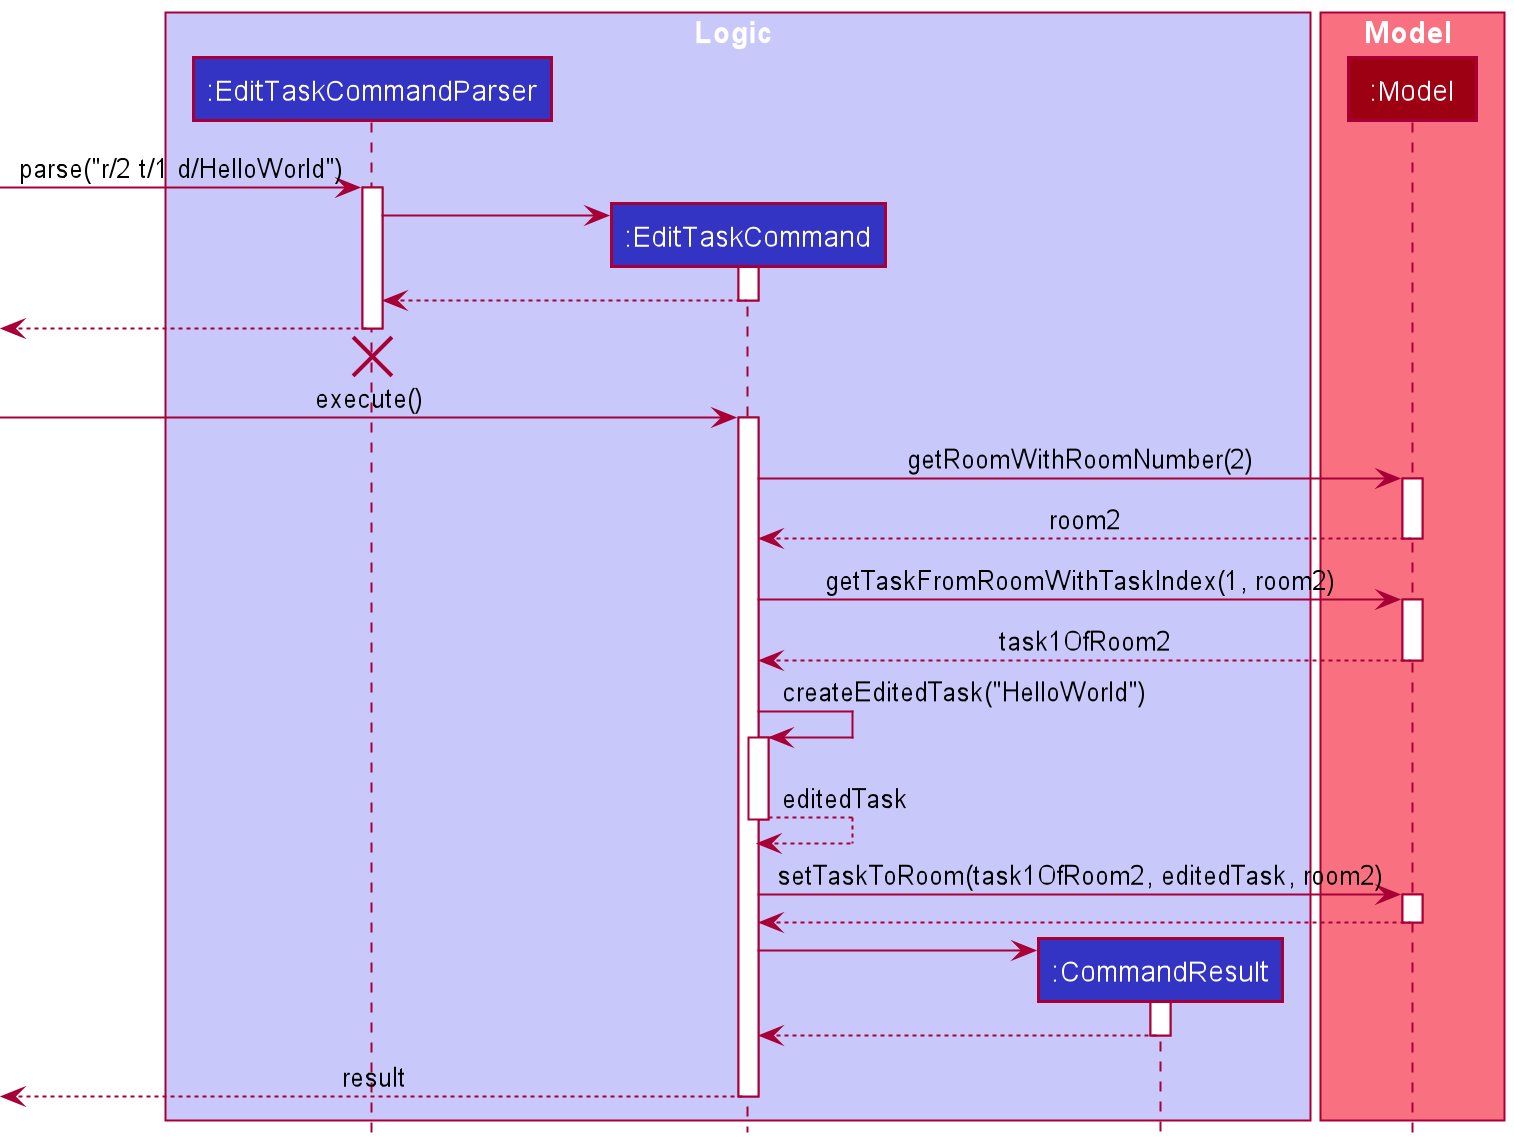 Logic
Model
:EditTaskCommandParser
:Model
parse("r/2 t/1 d/HelloWorld")
:EditTaskCommand
execute()
getRoomWithRoomNumber(2)
room2
getTaskFromRoomWithTaskIndex(1, room2)
task1OfRoom2
createEditedTask("HelloWorld")
editedTask
setTaskToRoom(task1OfRoom2, editedTask, room2)
:CommandResult
result